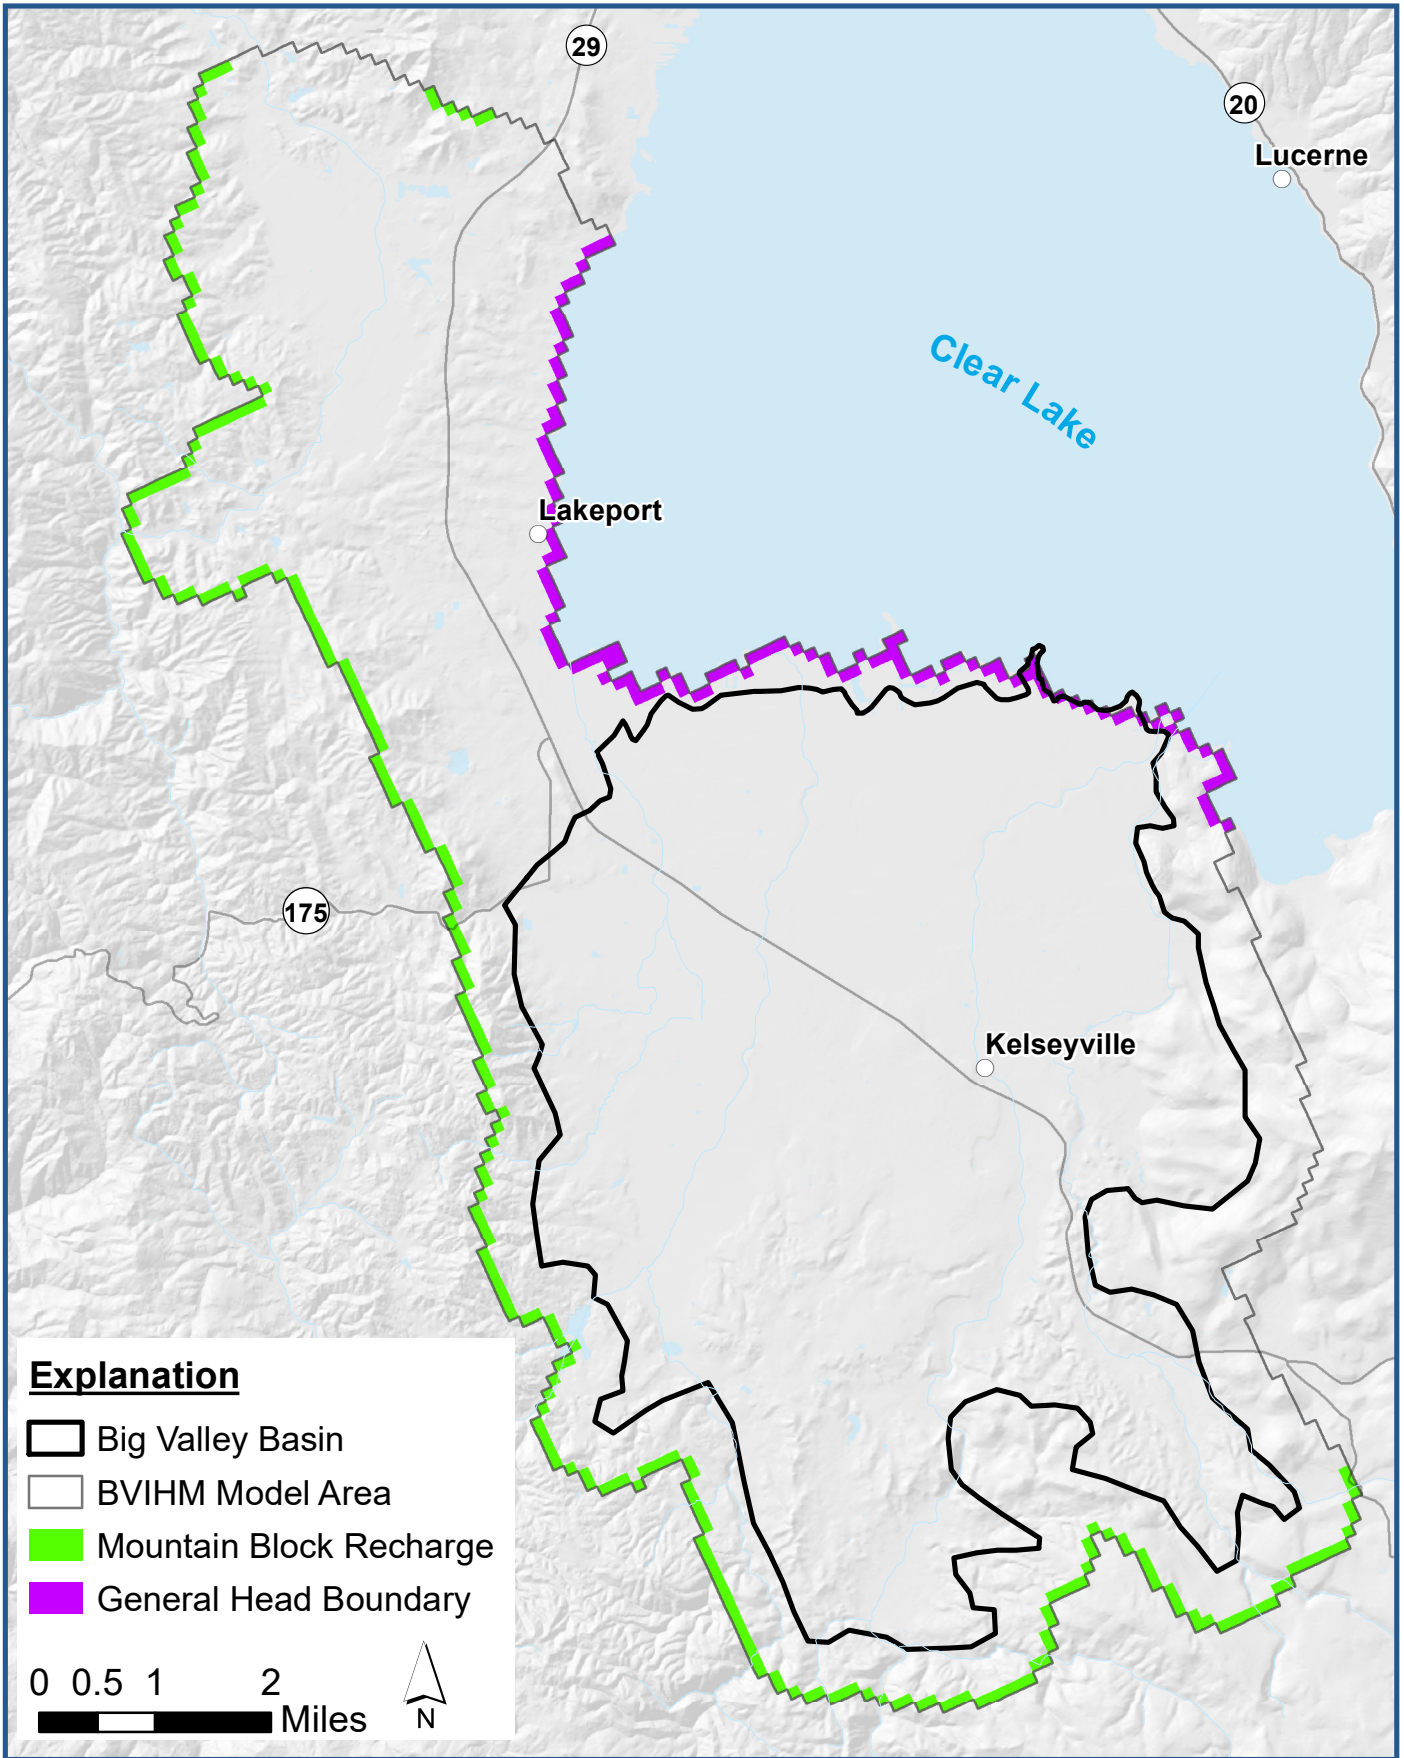 29
20
Lucerne
Clear Lake
Lakeport
175
Kelseyville
Explanation
Big Valley Basin
BVIHM Model Area
Mountain Block Recharge
General Head Boundary
0 0.5 1 2
Miles
N